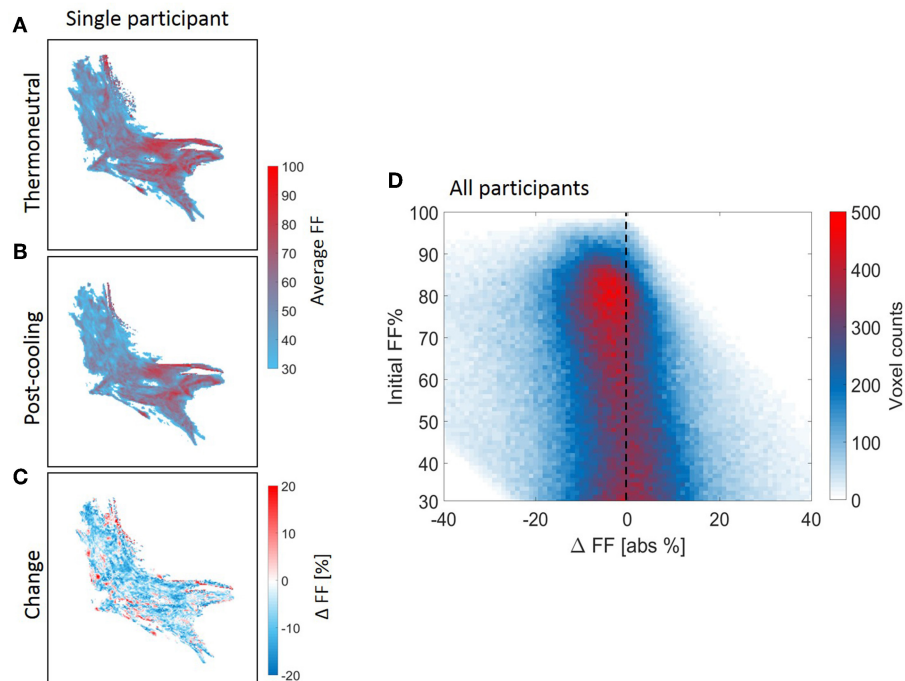 Single participant
A
Thermoneutral
B
Post-cooling
C
Change
100
90
80
70
60
50
40
30
Average FF
20
10
0
-10
-20
Δ FF [%]
D
All participants
100
90
80
70
60
50
40
30
Initial FF%
-40
-20
0
20
40
Δ FF [abs %]
500
400
300
200
100
0
Voxel counts